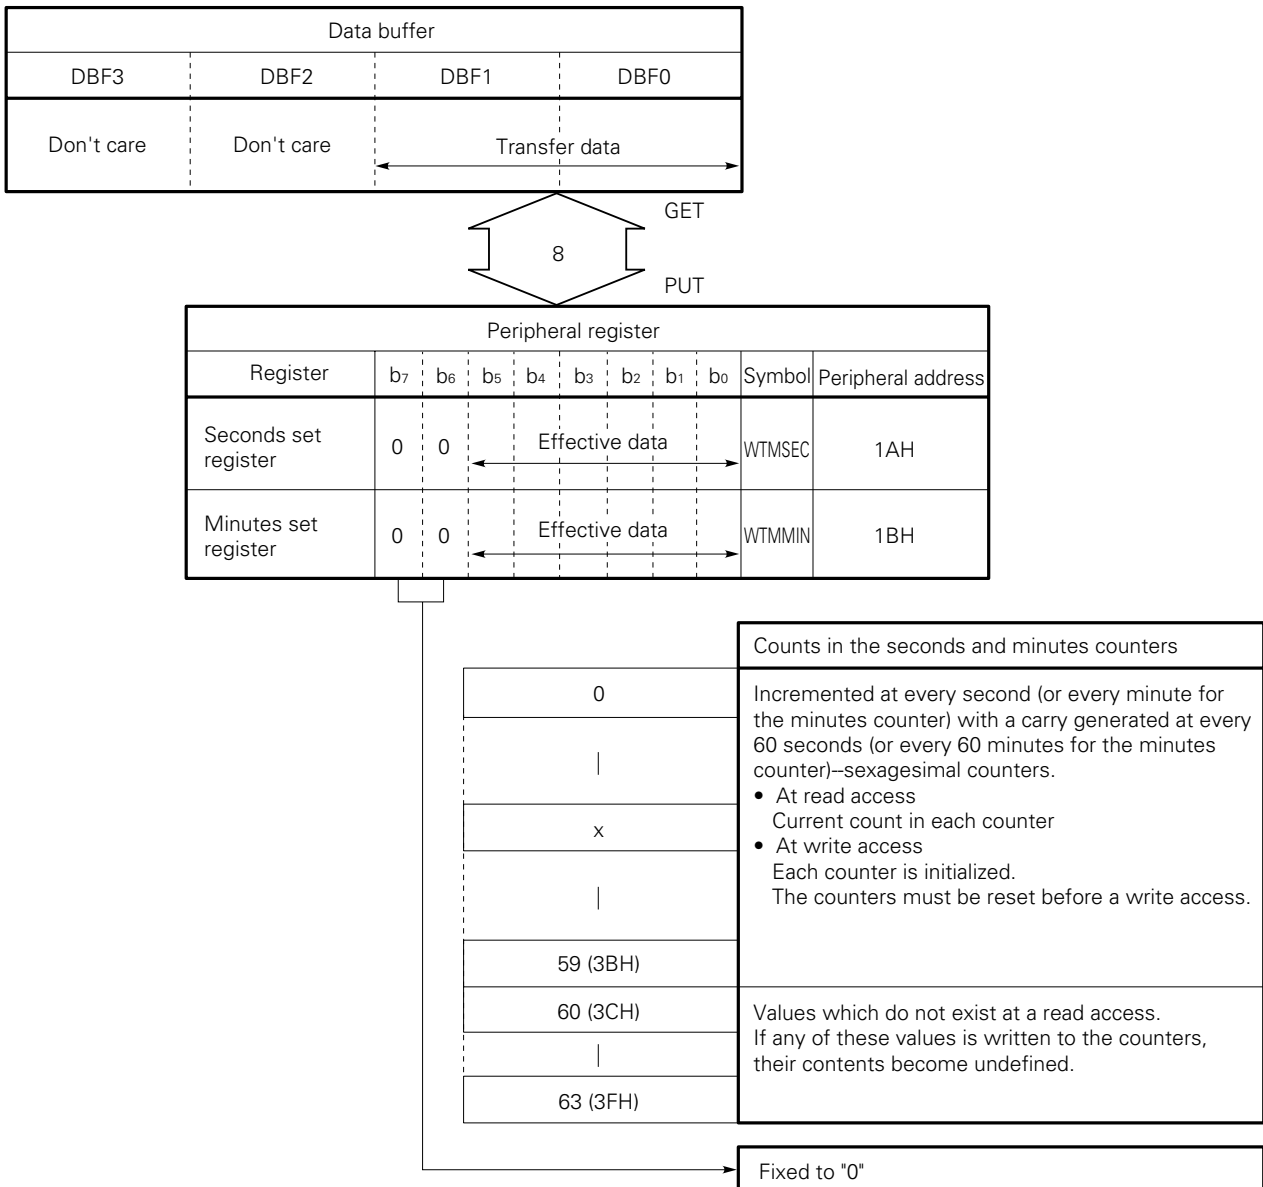 Data buffer
DBF3 DBF2 DBF1 DBF0
Don't care Don't care Transfer data
GET
8
PUT
Peripheral register
Register b7 b6 b5 b4 b3 b2 b1 b0 Symbol Peripheral address
Seconds set
register
0 0 Effective data WTMSEC 1AH
Minutes set
register
0 0 Effective data WTMMIN 1BH
Counts in the seconds and minutes counters
0
|
x
|
59 (3BH)
Incremented at every second (or every minute for
the minutes counter) with a carry generated at every
60 seconds (or every 60 minutes for the minutes
counter)--sexagesimal counters.
• At read access
Current count in each counter
• At write access
Each counter is initialized.
The counters must be reset before a write access.
60 (3CH)
|
63 (3FH)
Values which do not exist at a read access.
If any of these values is written to the counters,
their contents become undefined.
Fixed to "0"